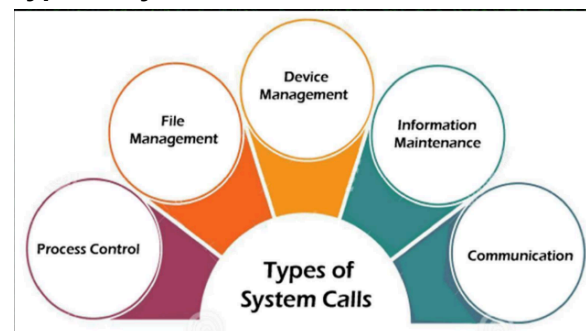 Device
Management
File
Management
Information
Maintenance
Process Control
Communication
Types of
System Calls